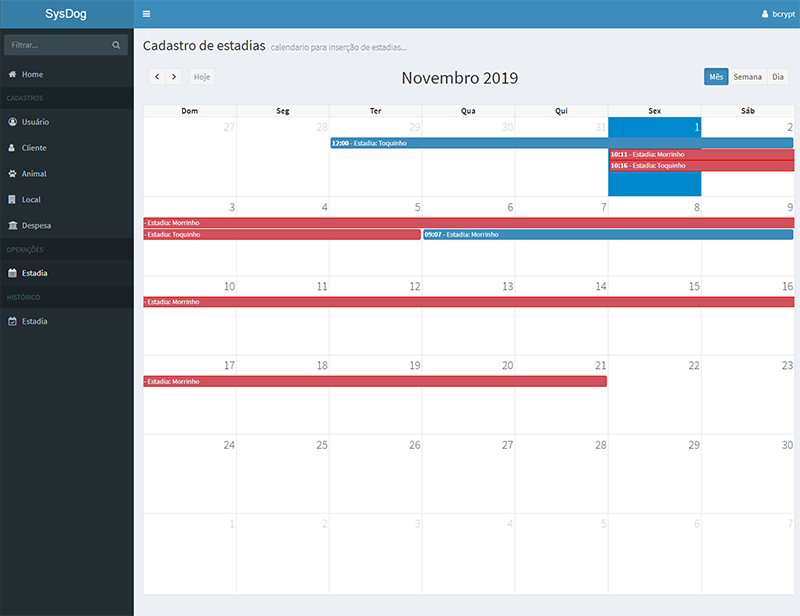 SysDog
bcrypt
Filtrar...
Home
CADASTROS
Usuário
Cliente
Animal
Local
Despesa
OPERAÇÕES
Estadia
HISTÓRICO
Estadia
Cadastro de estadias calendario para inserção de estadias...
Hoje
Novembro 2019
Mês Semana Dia
Dom Seg Ter Qua Qui Sex Sáb
27 28 29 30 31 1 2
12:00 - Estadia: Toquinho
10:11 - Estadia: Morrinho
10:16 - Estadia: Toquinho
3 4 5 6 7 8 9
- Estadia: Morrinho
- Estadia: Toquinho
09:07 - Estadia: Morrinho
10 11 12 13 14 15 16
- Estadia: Morrinho
17 18 19 20 21 22 23
- Estadia: Morrinho
24 25 26 27 28 29 30
1 2 3 4 5 6 7